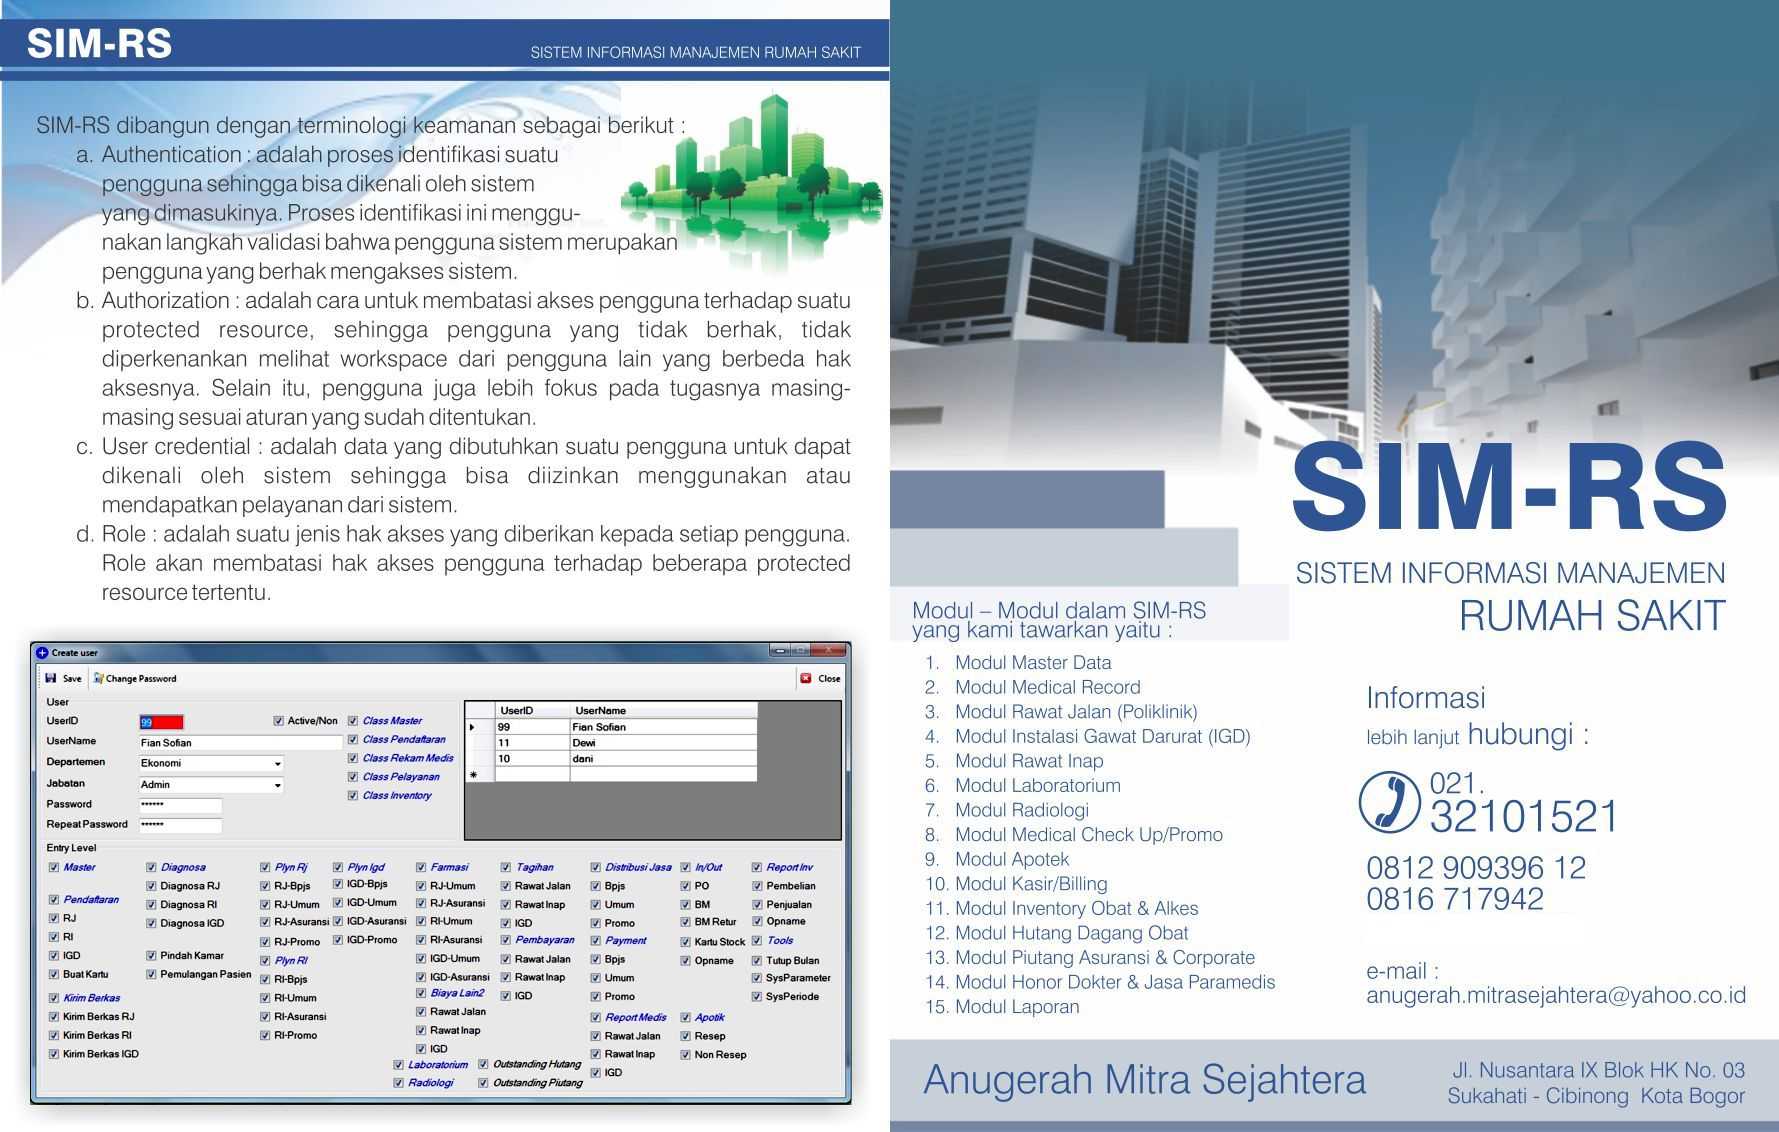 SIM-RS
SISTEM INFORMASI MANAJEMEN RUMAH SAKIT
SIM-RS dibangun dengan terminologi keamanan sebagai berikut :
a. Authentication : adalah proses identifikasi suatu
pengguna sehingga bisa dikenali oleh sistem
yang dimasukinya. Proses identifikasi ini menggu-
nakan langkah validasi bahwa pengguna sistem merupakan
pengguna yang berhak mengakses sistem.
b. Authorization : adalah cara untuk membatasi akses pengguna terhadap suatu
protected resource, sehingga pengguna yang tidak berhak, tidak
diperkenankan melihat workspace dari pengguna lain yang berbeda hak
aksesnya. Selain itu, pengguna juga lebih fokus pada tugasnya masing-
masing sesuai aturan yang sudah ditentukan.
c. User credential : adalah data yang dibutuhkan suatu pengguna untuk dapat
dikenali oleh sistem sehingga bisa diizinkan menggunakan atau
mendapatkan pelayanan dari sistem.
d. Role : adalah suatu jenis hak akses yang diberikan kepada setiap pengguna.
Role akan membatasi hak akses pengguna terhadap beberapa protected
resource tertentu.
Create user
Save Change Password Close
User
UserID 99 Active/Non
UserName Fian Sofian
Departemen Ekonomi
Jabatan Admin
Password ******
Repeat Password ******
Class Master
Class Pendaftaran
Class Rekam Medis
Class Pelayanan
Class Inventory
UserID UserName
99 Fian Sofian
11 Dewi
10 dani
Entry Level
Master
Pendaftaran
RJ
RI
IGD
Buat Kartu
Kirim Berkas
Kirim Berkas RJ
Kirim Berkas RI
Kirim Berkas IGD
Diagnosa
Diagnosa RJ
Diagnosa RI
Diagnosa IGD
Pindah Kamar
Pemulangan Pasien
Plyn Rj
RJ-Bpjs
RJ-Umum
RJ-Asuransi
RJ-Promo
Plyn RI
RI-Bpjs
RI-Umum
RI-Asuransi
RI-Promo
Plyn Igd
IGD-Bpjs
IGD-Umum
IGD-Asuransi
IGD-Promo
Farmasi
RJ-Umum
RJ-Asuransi
RI-Umum
RI-Asuransi
IGD-Umum
IGD-Asuransi
Biaya Lain2
Rawat Jalan
Rawat Inap
IGD
Laboratorium
Radiologi
Tagihan
Rawat Jalan
Rawat Inap
IGD
Pembayaran
Rawat Jalan
Rawat Inap
IGD
Outstanding Hutang
Outstanding Piutang
Distribusi Jasa
Bpjs
Umum
Promo
Payment
Bpjs
Umum
Promo
Report Medis
Rawat Jalan
Rawat Inap
IGD
In/Out
PO
BM
BM Retur
Kartu Stock
Opname
Apotik
Resep
Non Resep
Report Inv
Pembelian
Penjualan
Opname
Tools
Tutup Bulan
SysParameter
SysPeriode
SIM-RS
SISTEM INFORMASI MANAJEMEN
RUMAH SAKIT
Modul – Modul dalam SIM-RS
yang kami tawarkan yaitu :
1. Modul Master Data
2. Modul Medical Record
3. Modul Rawat Jalan (Poliklinik)
4. Modul Instalasi Gawat Darurat (IGD)
5. Modul Rawat Inap
6. Modul Laboratorium
7. Modul Radiologi
8. Modul Medical Check Up/Promo
9. Modul Apotek
10. Modul Kasir/Billing
11. Modul Inventory Obat & Alkes
12. Modul Hutang Dagang Obat
13. Modul Piutang Asuransi & Corporate
14. Modul Honor Dokter & Jasa Paramedis
15. Modul Laporan
Informasi
lebih lanjut hubungi :
021.
32101521
0812 909396 12
0816 717942
e-mail :
anugerah.mitrasejahtera@yahoo.co.id
Anugerah Mitra Sejahtera
Jl. Nusantara IX Blok HK No. 03
Sukahati - Cibinong Kota Bogor